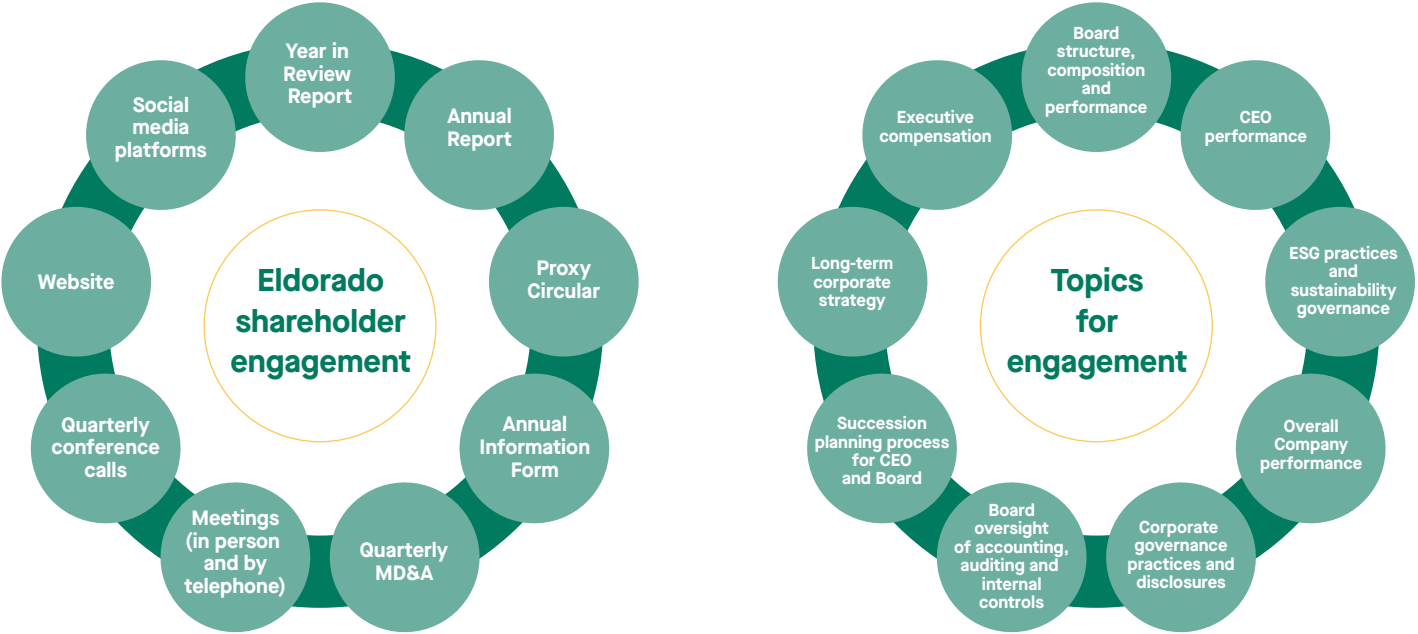 Eldorado
shareholder
engagement
Year in
Review
Report
Annual
Report
Proxy
Circular
Annual
Information
Form
Quarterly
MD&A
Meetings
(in person
and by
telephone)
Quarterly
conference
calls
Website
Social
media
platforms
Topics
for
engagement
Board
structure,
composition
and
performance
CEO
performance
ESG practices
and
sustainability
governance
Overall
Company
performance
Corporate
governance
practices and
disclosures
Board
oversight
of accounting,
auditing and
internal
controls
Succession
planning process
for CEO
and Board
Long-term
corporate
strategy
Executive
compensation